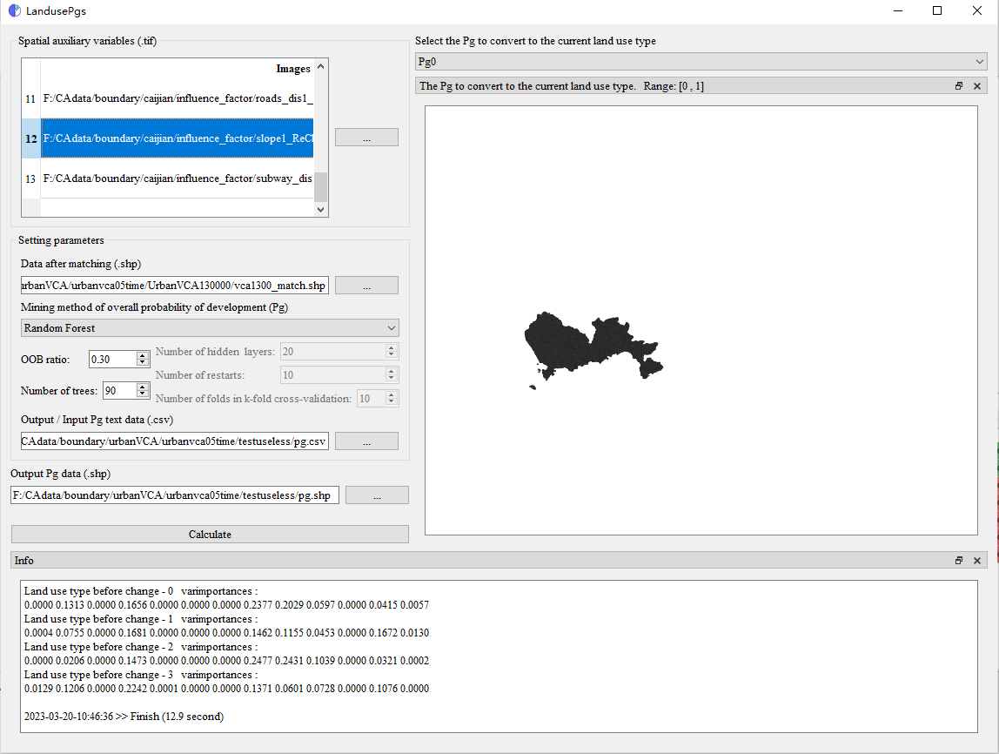 LandusePgs
Spatial auxiliary variables (.tif)
Images
11 F:/CAdata/boundary/caijian/influence_factor/roads_dis1_
12 F:/CAdata/boundary/caijian/influence_factor/slope1_ReCl
...
13 F:/CAdata/boundary/caijian/influence_factor/subway_dis
Setting parameters
Data after matching (.shp)
urbanVCA/urbanvca05time/UrbanVCA130000/vca1300_match.shp ...
Mining method of overall probability of development (Pg)
Random Forest
OOB ratio: 0.30
Number of hidden layers: 20
Number of restarts: 10
Number of trees: 90
Number of folds in k-fold cross-validation: 10
Output / Input Pg text data (.csv)
CAdata/boundary/urbanVCA/urbanvca05time/testuseless/pg.csv ...
Output Pg data (.shp)
F:/CAdata/boundary/urbanVCA/urbanvca05time/testuseless/pg.shp ...
Calculate
Select the Pg to convert to the current land use type
Pg0
The Pg to convert to the current land use type. Range: [0 , 1]
Info
Land use type before change - 0 varimportances :
0.0000 0.1313 0.0000 0.1656 0.0000 0.0000 0.0000 0.2377 0.2029 0.0597 0.0000 0.0415 0.0057
Land use type before change - 1 varimportances :
0.0004 0.0755 0.0000 0.1681 0.0000 0.0000 0.0000 0.1462 0.1155 0.0453 0.0000 0.1672 0.0130
Land use type before change - 2 varimportances :
0.0000 0.0206 0.0000 0.1473 0.0000 0.0000 0.0000 0.2477 0.2431 0.1039 0.0000 0.0321 0.0002
Land use type before change - 3 varimportances :
0.0129 0.1206 0.0000 0.2242 0.0001 0.0000 0.0000 0.1371 0.0601 0.0728 0.0000 0.1076 0.0000
2023-03-20-10:46:36 >> Finish (12.9 second)